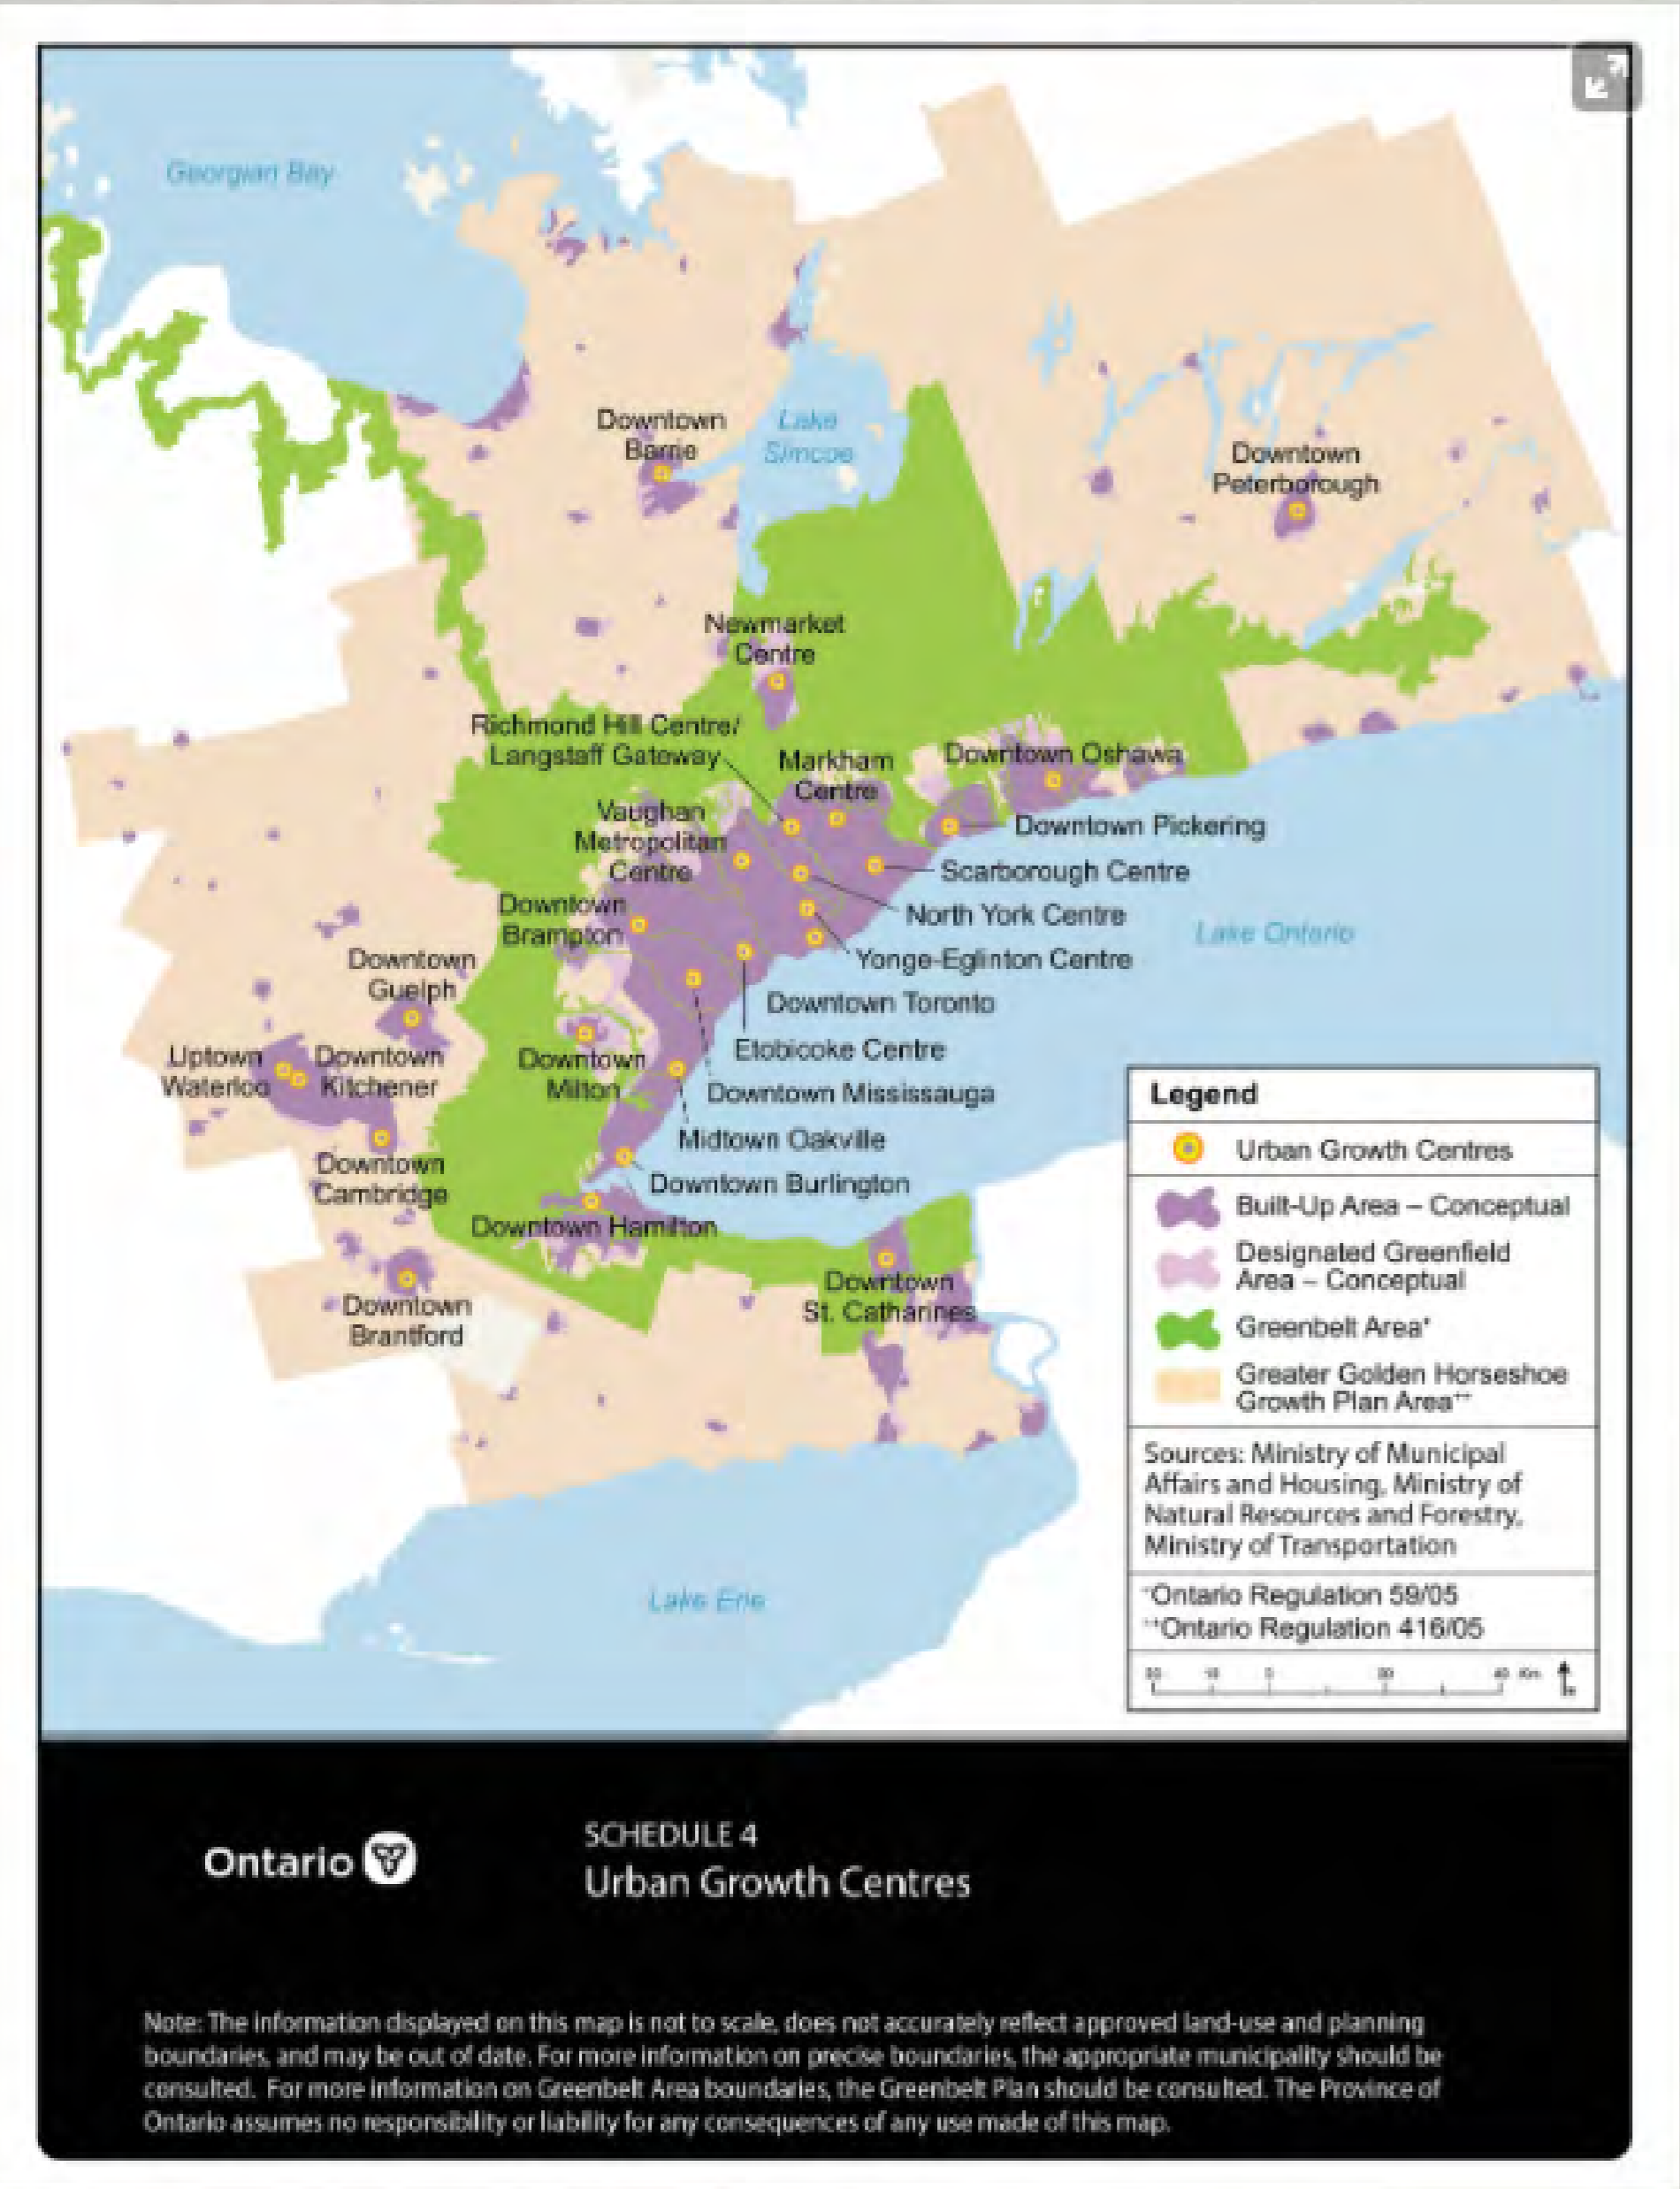 Georgian Bay
Downtown
Barrie
Lake
Simcoe
Downtown
Peterborough
Newmarket
Centre
Richmond Hill Centre/
Langstaff Gateway
Markham
Centre
Downtown Oshawa
Vaughan
Metropolitan
Centre
Downtown Pickering
Scarborough Centre
Downtown
Brampton
North York Centre
Lake Ontario
Yonge-Eglinton Centre
Downtown
Guelph
Downtown Toronto
Etobicoke Centre
Uptown
Waterloo
Downtown
Kitchener
Downtown
Milton
Downtown Mississauga
Midtown Oakville
Downtown
Cambridge
Downtown Burlington
Downtown Hamilton
Downtown
St. Catharines
Downtown
Brantford
Lake Erie
Legend
Urban Growth Centres
Built-Up Area – Conceptual
Designated Greenfield
Area – Conceptual
Greenbelt Area*
Greater Golden Horseshoe
Growth Plan Area**
Sources: Ministry of Municipal
Affairs and Housing, Ministry of
Natural Resources and Forestry,
Ministry of Transportation
*Ontario Regulation 59/05
**Ontario Regulation 416/05
Ontario
SCHEDULE 4
Urban Growth Centres
Note: The information displayed on this map is not to scale, does not accurately reflect approved land-use and planning
boundaries, and may be out of date. For more information on precise boundaries, the appropriate municipality should be
consulted. For more information on Greenbelt Area boundaries, the Greenbelt Plan should be consulted. The Province of
Ontario assumes no responsibility or liability for any consequences of any use made of this map.